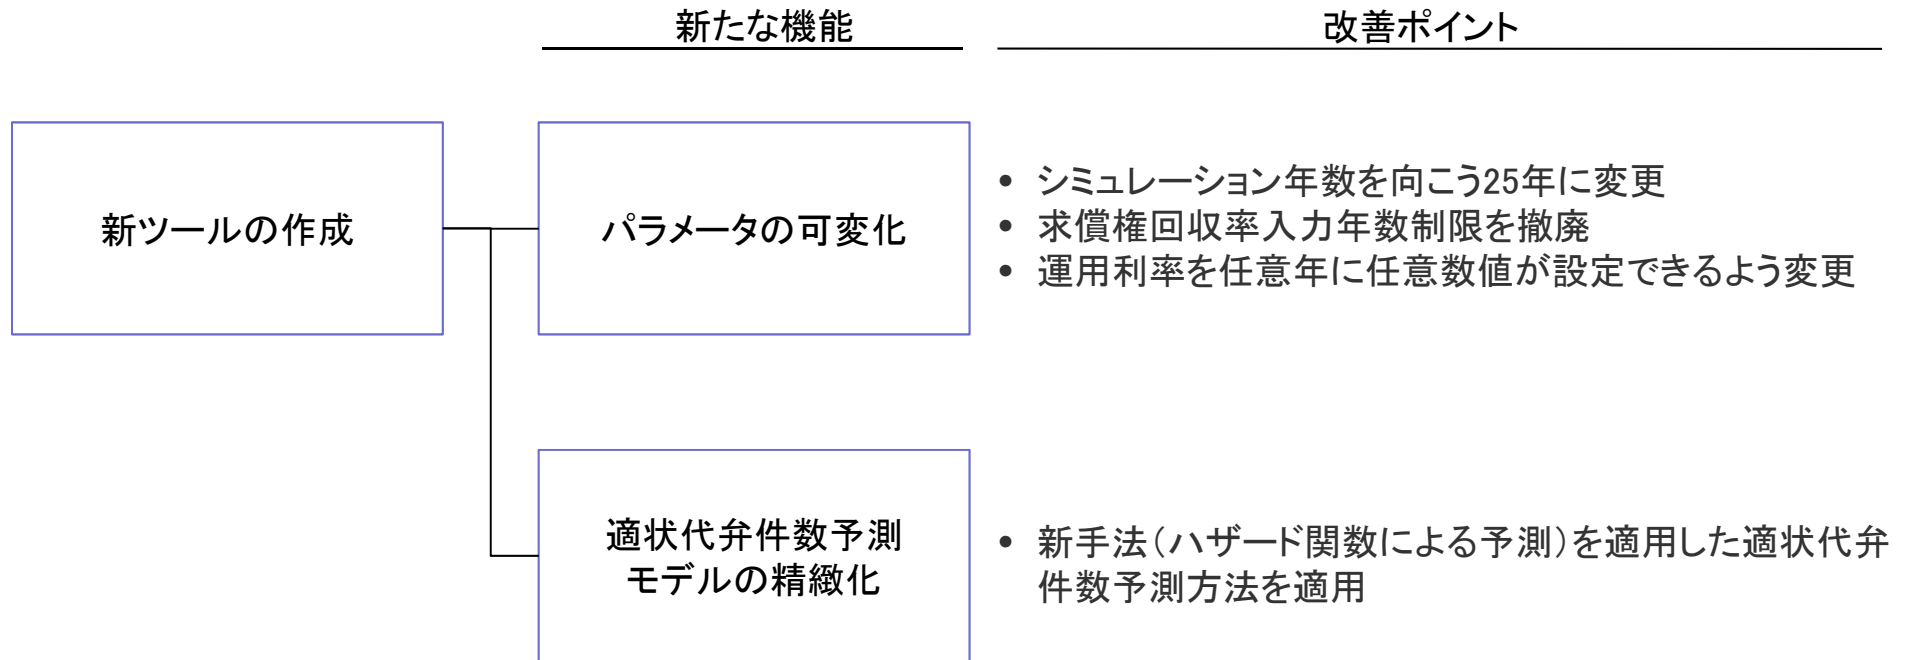 新たな機能
改善ポイント
新ツールの作成
パラメータの可変化
• シミュレーション年数を向こう25年に変更
• 求償権回収率入力年数制限を撤廃
• 運用利率を任意年に任意数値が設定できるよう変更
適状代弁件数予測
モデルの精緻化
• 新手法（ハザード関数による予測）を適用した適状代弁
件数予測方法を適用